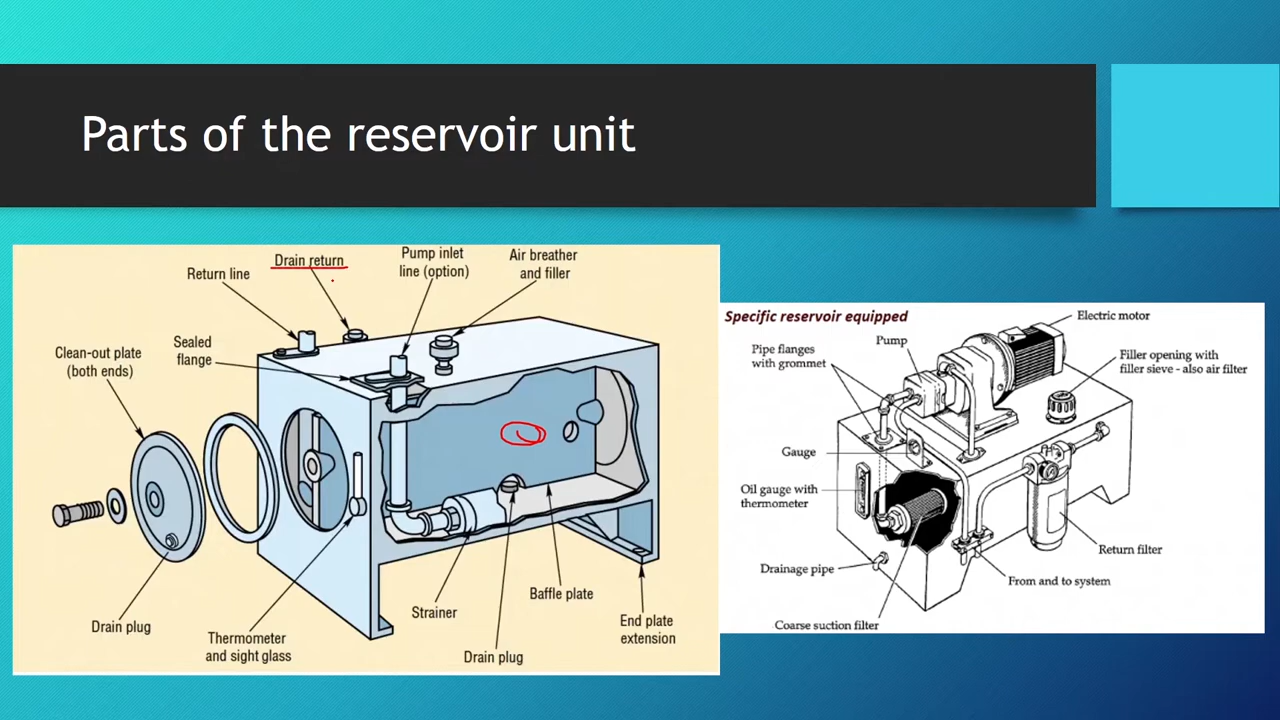 Parts of the reservoir unit
Drain return
Return line
Pump inlet
line (option)
Air breather
and filler
Sealed
flange
Clean-out plate
(both ends)
Drain plug
Thermometer
and sight glass
Strainer
Drain plug
Baffle plate
End plate
extension
Specific reservoir equipped
Electric motor
Pump
Pipe flanges
with grommet
Filler opening with
filler sieve - also air filter
Gauge
Oil gauge with
thermometer
Drainage pipe
Return filter
From and to system
Coarse suction filter